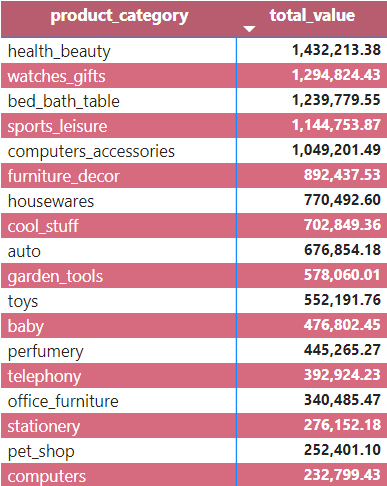 product_category total_value
health_beauty 1,432,213.38
watches_gifts 1,294,824.43
bed_bath_table 1,239,779.55
sports_leisure 1,144,753.87
computers_accessories 1,049,201.49
furniture_decor 892,437.53
housewares 770,492.60
cool_stuff 702,849.36
auto 676,854.18
garden_tools 578,060.01
toys 552,191.76
baby 476,802.45
perfumery 445,265.27
telephony 392,924.23
office_furniture 340,485.47
stationery 276,152.18
pet_shop 252,401.10
computers 232,799.43